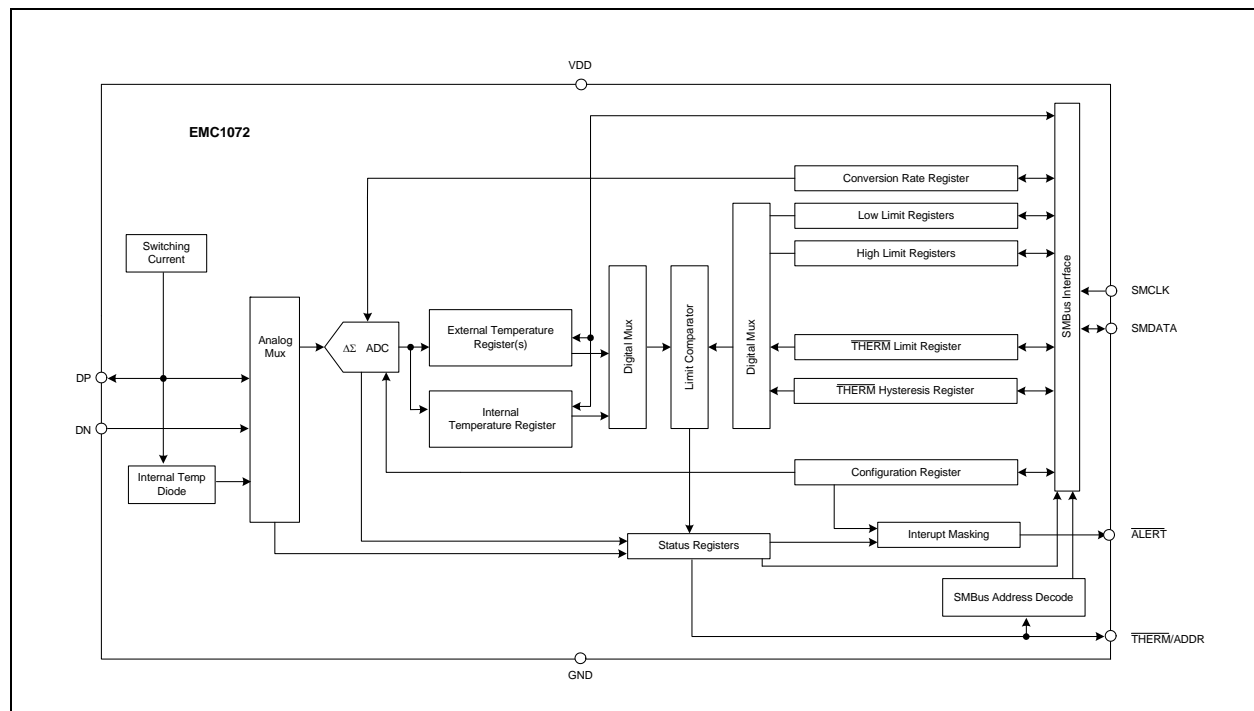 VDD
EMC1072
Conversion Rate Register
Low Limit Registers
High Limit Registers
Switching
Current
SMBus Interface
SMCLK
SMDATA
Analog
Mux
ΔΣ ADC
External Temperature
Register(s)
Digital Mux
Limit Comparator
Digital Mux
THERM Limit Register
DP
THERM Hysteresis Register
Internal
Temperature Register
DN
Internal Temp
Diode
Configuration Register
Status Registers
Interupt Masking
ALERT
SMBus Address Decode
THERM/ADDR
GND